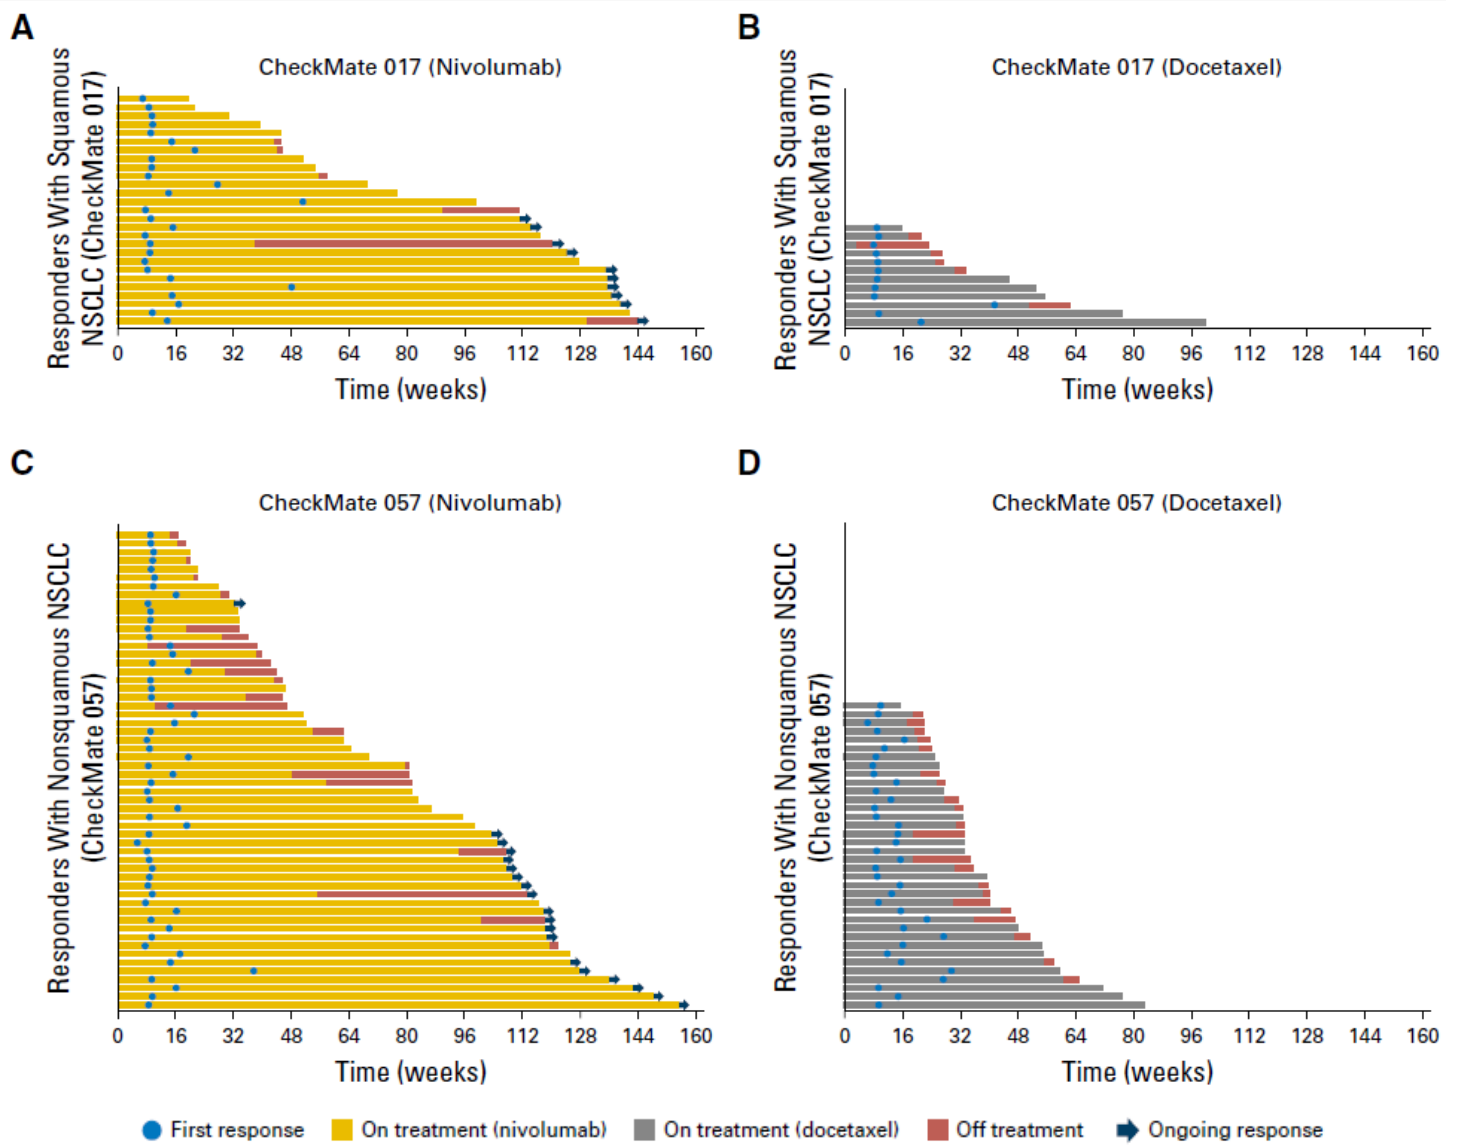 A
CheckMate 017 (Nivolumab)
Responders With Squamous
NSCLC (CheckMate 017)
0 16 32 48 64 80 96 112 128 144 160
Time (weeks)
B
CheckMate 017 (Docetaxel)
Responders With Squamous
NSCLC (CheckMate 017)
0 16 32 48 64 80 96 112 128 144 160
Time (weeks)
C
CheckMate 057 (Nivolumab)
Responders With Nonsquamous NSCLC
(CheckMate 057)
0 16 32 48 64 80 96 112 128 144 160
Time (weeks)
D
CheckMate 057 (Docetaxel)
Responders With Nonsquamous NSCLC
(CheckMate 057)
0 16 32 48 64 80 96 112 128 144 160
Time (weeks)
First response On treatment (nivolumab) On treatment (docetaxel) Off treatment Ongoing response